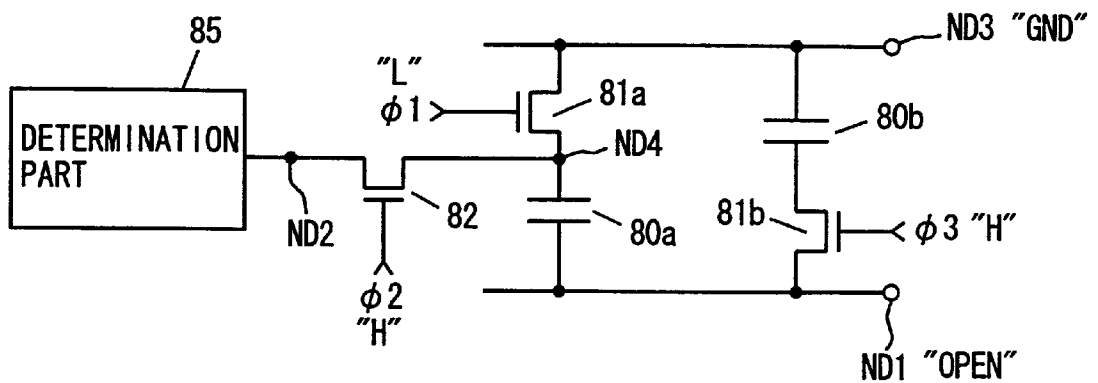 85
DETERMINATION
PART
ND2
"L"
ϕ1
81a
ND4
82
ϕ2
"H"
80a
ND3 "GND"
80b
81b
ϕ3 "H"
ND1 "OPEN"